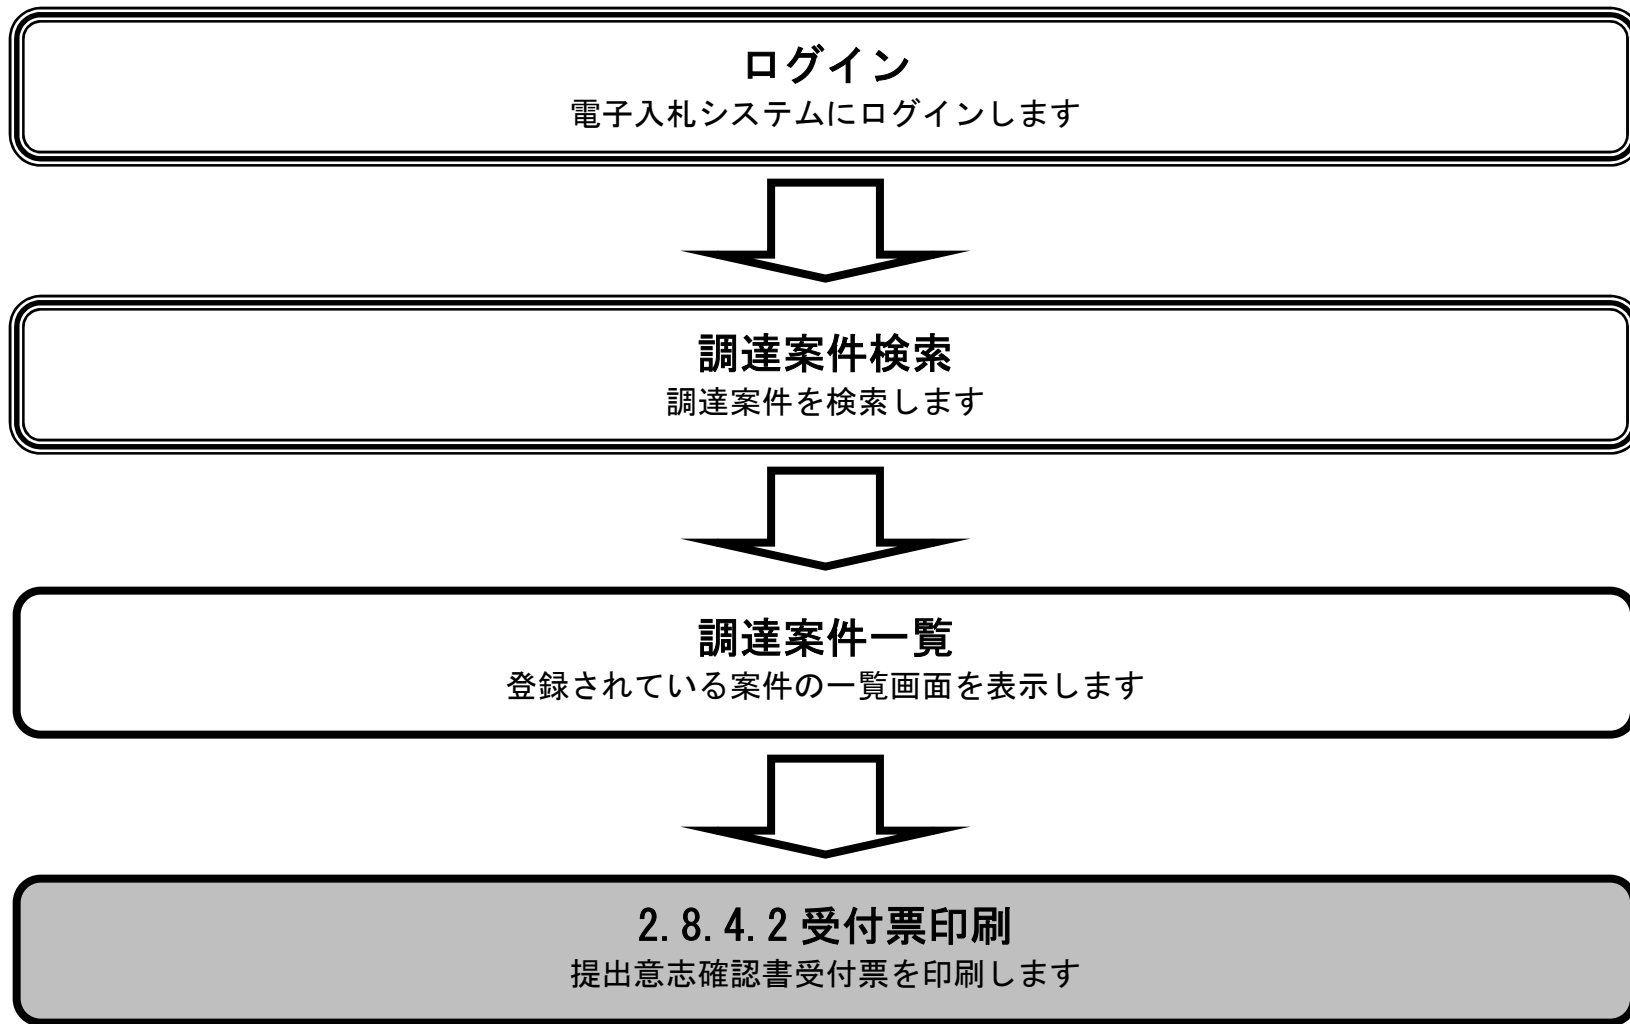 ログイン
電子入札システムにログインします
調達案件検索
調達案件を検索します
調達案件一覧
登録されている案件の一覧画面を表示します
2.8.4.2 受付票印刷
提出意志確認書受付票を印刷します